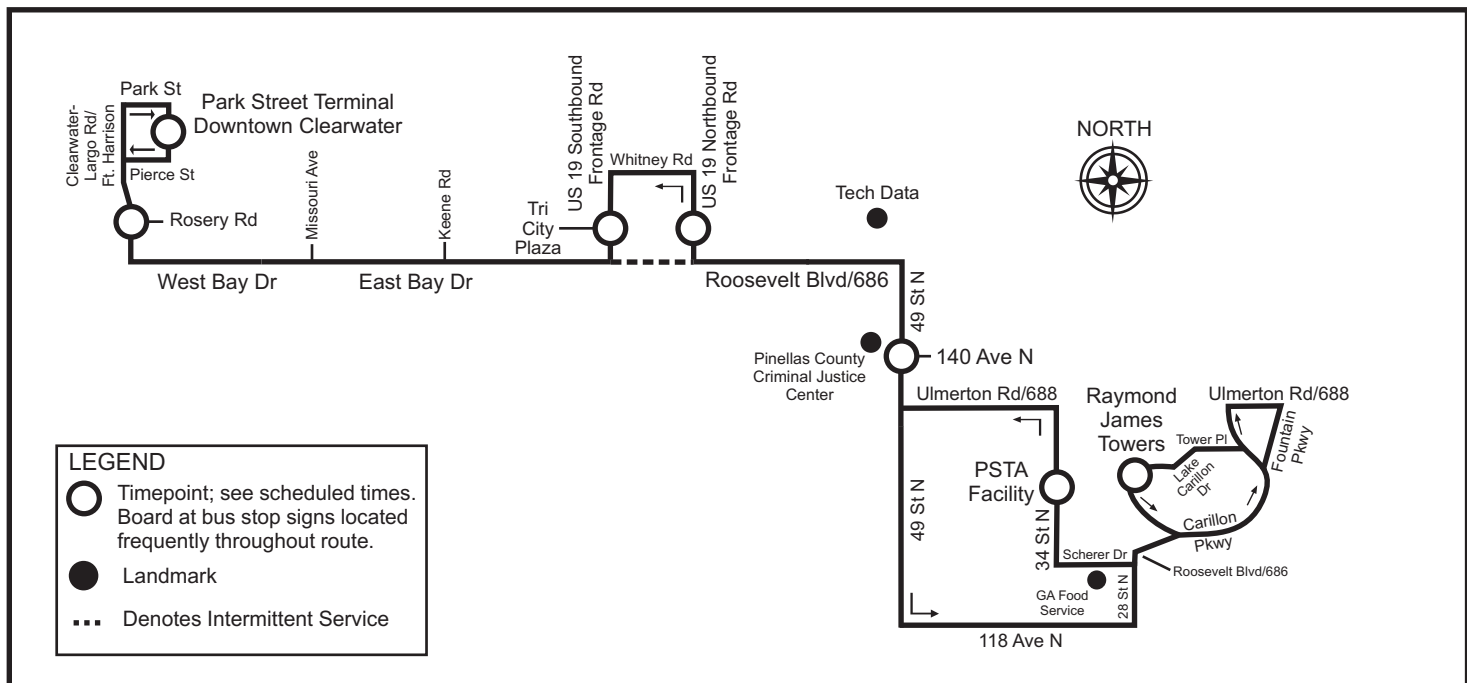 Park St
Clearwater-
Largo Rd/
Ft. Harrison
Pierce St
Park Street Terminal
Downtown Clearwater
Rosery Rd
Missouri Ave
Keene Rd
West Bay Dr
East Bay Dr
Tri
City
Plaza
US 19 Southbound
Frontage Rd
Whitney Rd
US 19 Northbound
Frontage Rd
Roosevelt Blvd/686
Tech Data
NORTH
49 St N
Pinellas County
Criminal Justice
Center
140 Ave N
Ulmerton Rd/688
49 St N
PSTA
Facility
34 St N
Scherer Dr
GA Food
Service
28 St N
118 Ave N
Raymond
James
Towers
Tower Pl
Lake
Carillon
Dr
Ulmerton Rd/688
Fountain
Pkwy
Carillon
Pkwy
Roosevelt Blvd/686
LEGEND
Timepoint; see scheduled times.
Board at bus stop signs located
frequently throughout route.
Landmark
Denotes Intermittent Service